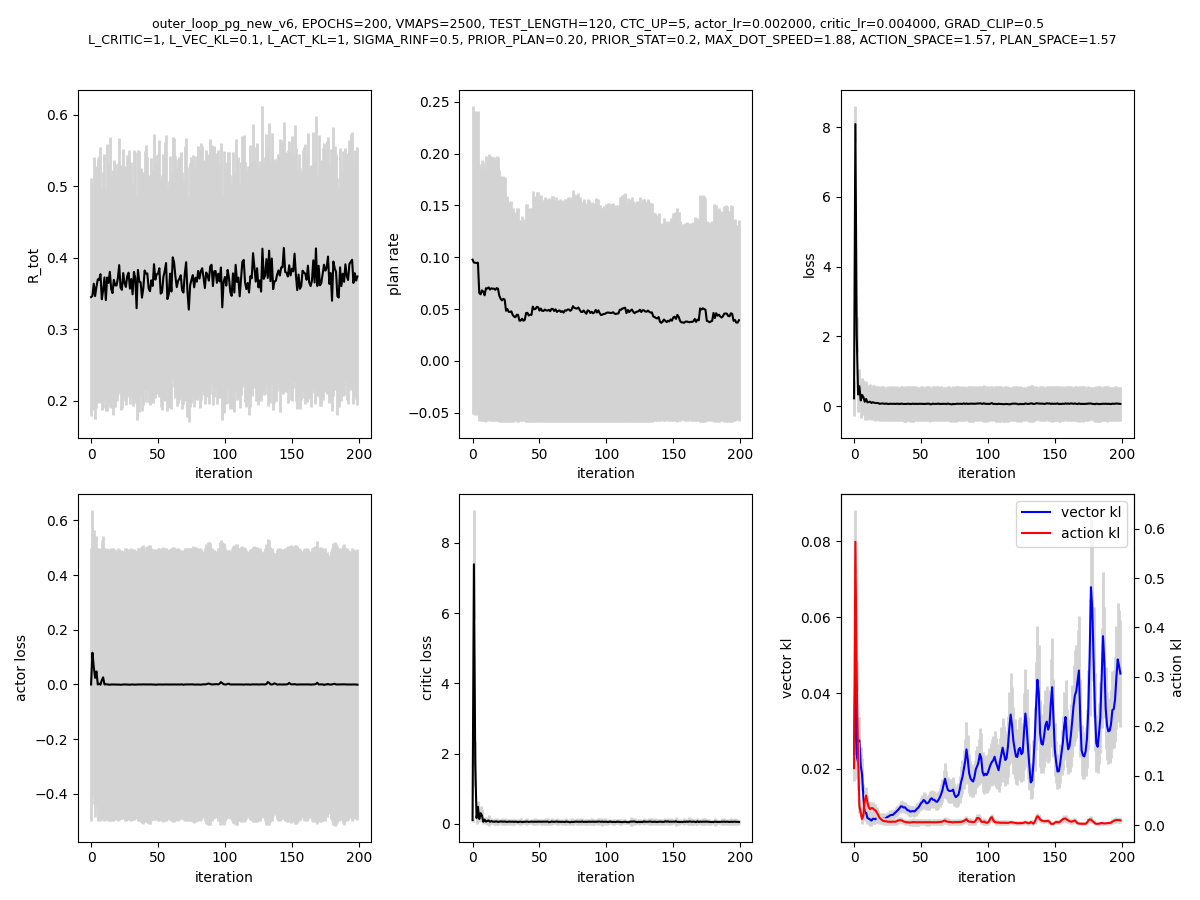 outer_loop_pg_new_v6, EPOCHS=200, VMAPS=2500, TEST_LENGTH=120, CTC_UP=5, actor_lr=0.002000, critic_lr=0.004000, GRAD_CLIP=0.5
L_CRITIC=1, L_VEC_KL=0.1, L_ACT_KL=1, SIGMA_RINF=0.5, PRIOR_PLAN=0.20, PRIOR_STAT=0.2, MAX_DOT_SPEED=1.88, ACTION_SPACE=1.57, PLAN_SPACE=1.57
R_tot
0.6
0.5
0.4
0.3
0.2
0 50 100 150 200
iteration
plan rate
0.25
0.20
0.15
0.10
0.05
0.00
−0.05
0 50 100 150 200
iteration
loss
8
6
4
2
0
0 50 100 150 200
iteration
actor loss
0.6
0.4
0.2
0.0
−0.2
−0.4
0 50 100 150 200
iteration
critic loss
8
6
4
2
0
0 50 100 150 200
iteration
vector kl
0.08
0.06
0.04
0.02
vector kl
action kl
0 50 100 150 200
iteration
0.6
0.5
0.4
0.3
0.2
0.1
0.0
action kl